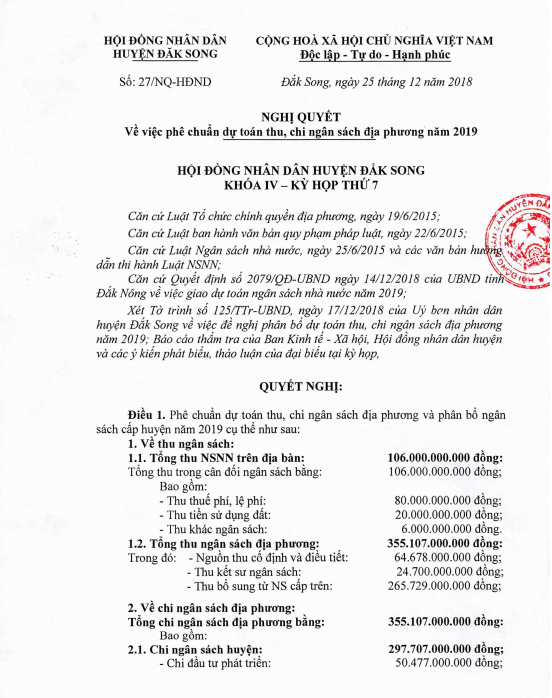 HỘI ĐỒNG NHÂN DÂN
HUYỆN ĐĂK SONG
CỘNG HOÀ XÃ HỘI CHỦ NGHĨA VIỆT NAM
Độc lập - Tự do - Hạnh phúc
Số: 27/NQ-HĐND
Đắk Song, ngày 25 tháng 12 năm 2018
NGHỊ QUYẾT
Về việc phê chuẩn dự toán thu, chi ngân sách địa phương năm 2019
HỘI ĐỒNG NHÂN DÂN HUYỆN ĐẮK SONG
KHÓA IV – KỲ HỌP THỨ 7
Căn cứ Luật Tổ chức chính quyền địa phương, ngày 19/6/2015;
Căn cứ Luật ban hành văn bản quy phạm pháp luật, ngày 22/6/2015;
Căn cứ Luật Ngân sách nhà nước, ngày 25/6/2015 và các văn bản hướng
dẫn thi hành Luật NSNN;
Căn cứ Quyết định số 2079/QĐ-UBND ngày 14/12/2018 của UBND tỉnh
Đắk Nông về việc giao dự toán ngân sách nhà nước năm 2019;
Xét Tờ trình số 125/TTr-UBND, ngày 17/12/2018 của Uỷ bơn nhân dân
huyện Đắk Song về việc đề nghị phân bổ dự toán thu, chi ngân sách địa phương
năm 2019; Báo cáo thẩm tra của Ban Kinh tế - Xã hội, Hội đồng nhân dân huyện
và các ý kiến phát biểu, thảo luận của đại biểu tại kỳ họp,
QUYẾT NGHỊ:
Điều 1. Phê chuẩn dự toán thu, chi ngân sách địa phương và phân bổ ngân
sách cấp huyện năm 2019 cụ thể như sau:
1. Về thu ngân sách:
1.1. Tổng thu NSNN trên địa bàn: 106.000.000.000 đồng:
Tổng thu trong cân đối ngân sách bằng: 106.000.000.000 đồng;
Bao gồm:
- Thu thuế phí, lệ phí: 80.000.000.000 đồng;
- Thu tiền sử dụng đất: 20.000.000.000 đồng;
- Thu khác ngân sách: 6.000.000.000 đồng.
1.2. Tổng thu ngân sách địa phương: 355.107.000.000 đồng:
Trong đó: - Nguồn thu cố định và điều tiết: 64.678.000.000 đồng;
- Thu kết sư ngân sách: 24.700.000.000 đồng;
- Thu bổ sung từ NS cấp trên: 265.729.000.000 đồng;
2. Về chi ngân sách địa phương:
Tổng chi ngân sách địa phương bằng: 355.107.000.000 đồng:
Bao gồm:
2.1. Chi ngân sách huyện: 297.707.000.000 đồng;
- Chi đầu tư phát triển: 50.477.000.000 đồng;